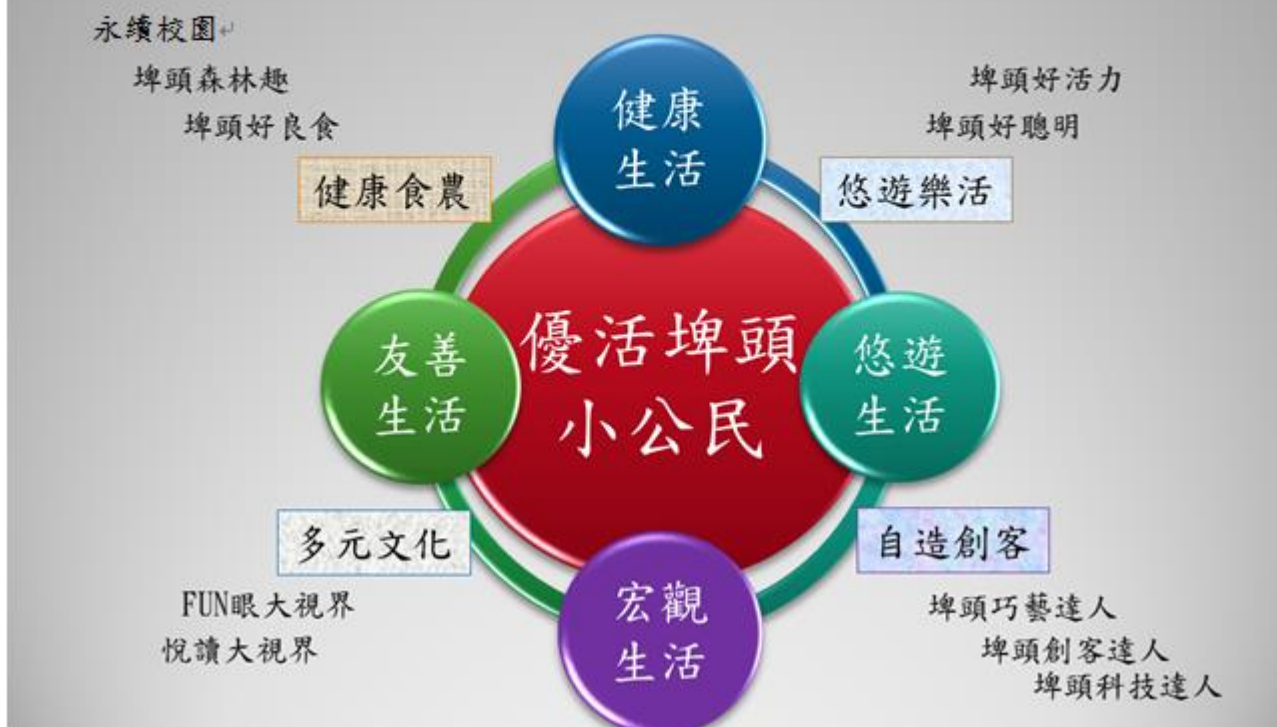 永續校園
埤頭森林趣
埤頭好良食
健康食農
健康
生活
埤頭好活力
埤頭好聰明
悠遊樂活
友善
生活
優活埤頭
小公民
悠遊
生活
多元文化
FUN眼大視界
悅讀大視界
宏觀
生活
自造創客
埤頭巧藝達人
埤頭創客達人
埤頭科技達人